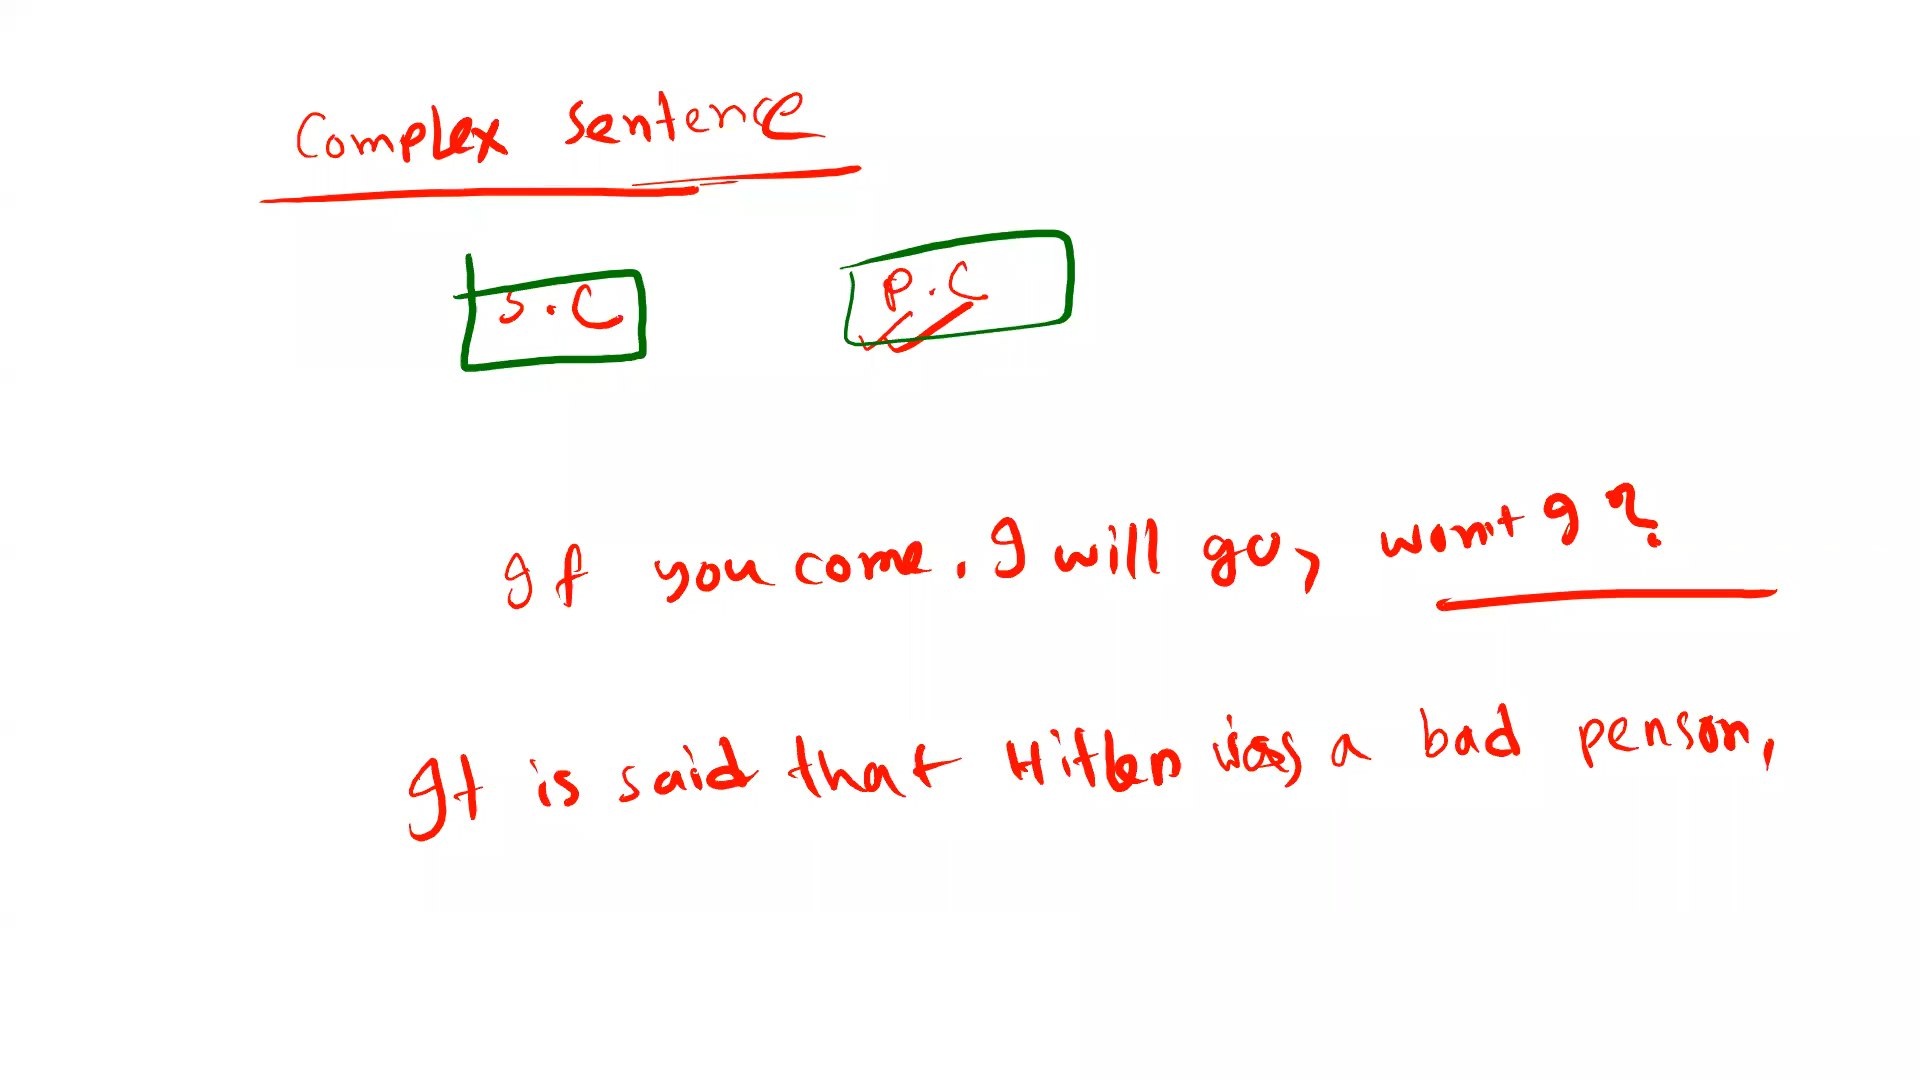 Complex Sentence
S.C P.C
If you come. I will go, won't I?
It is said that Hitler was a bad person,